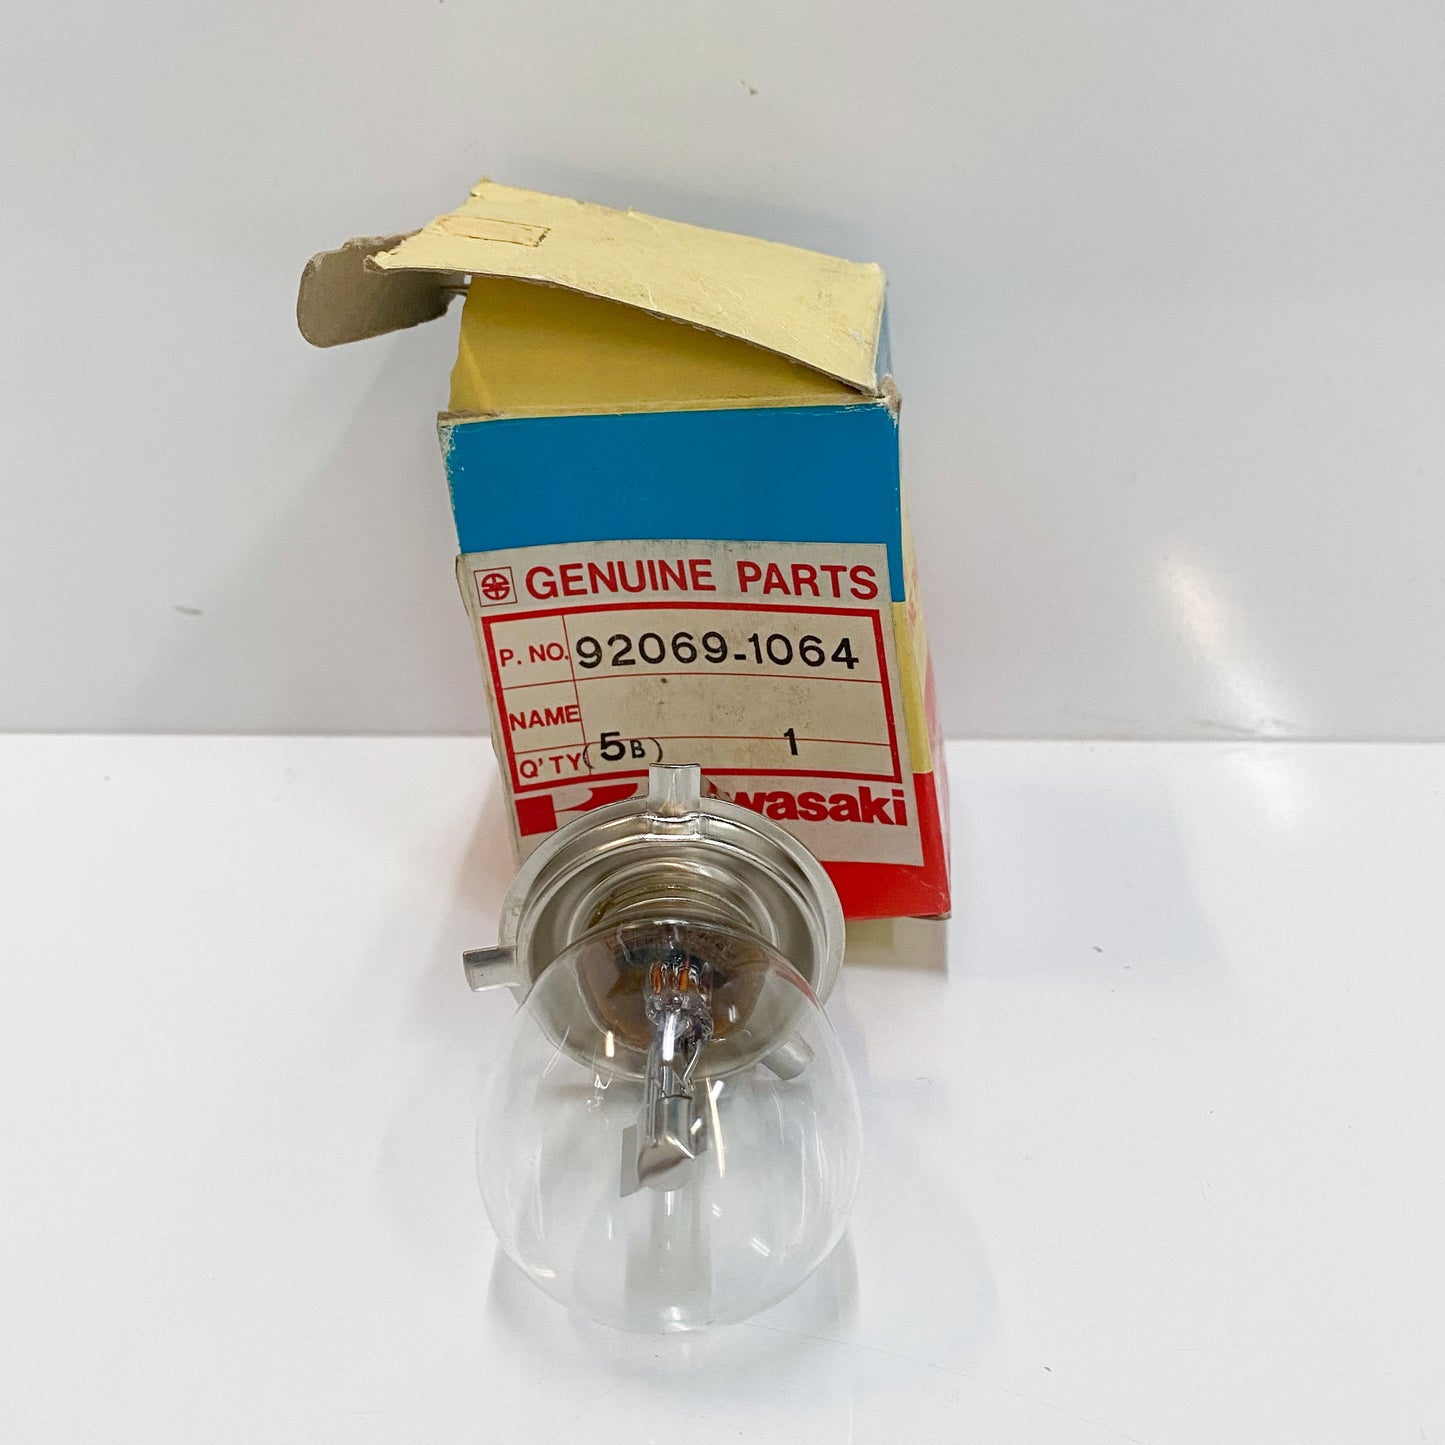 GENUINE PARTS
P. NO. 92069-1064
NAME
Q'TY (5B) 1
wasaki